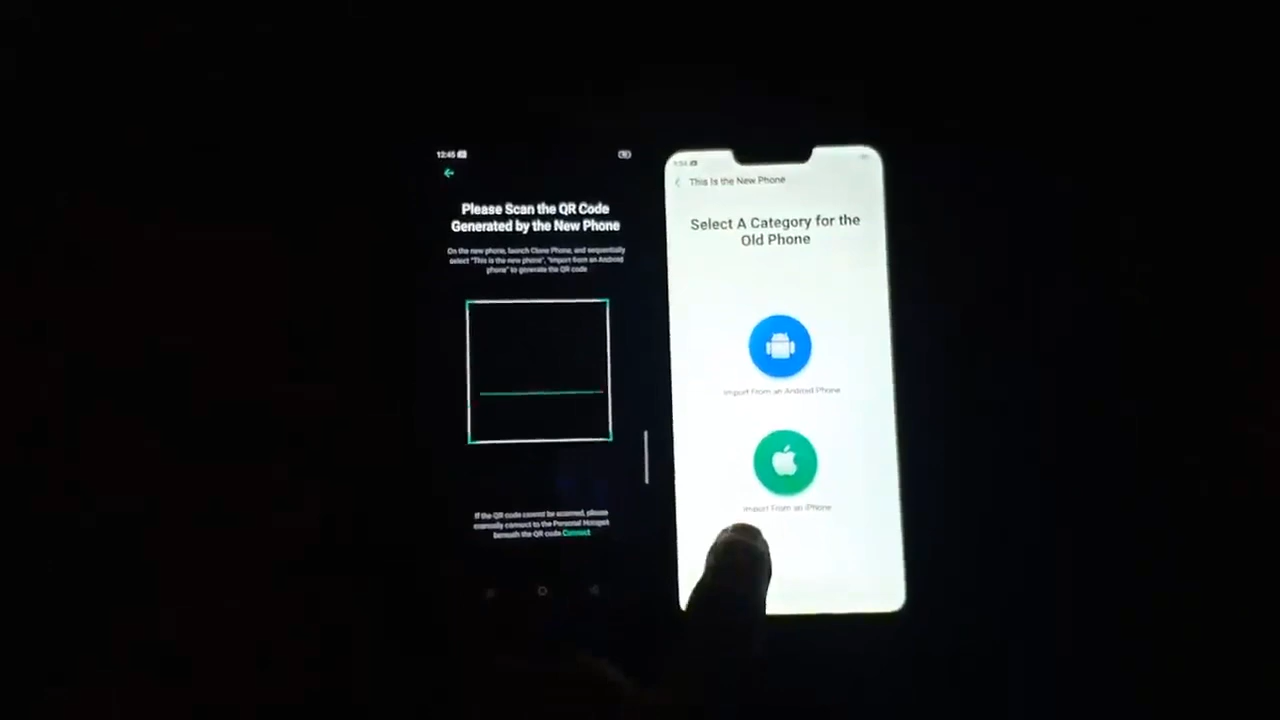 12:45
Please Scan the QR Code
Generated by the New Phone
On the new phone, launch Clone Phone, and sequentially
select "This is the new phone", "Import from an Android
phone" to generate the QR code
If the QR code cannot be scanned, please
manually connect to the Personal Hotspot
beneath the QR code Connect
This Is the New Phone
Select A Category for the
Old Phone
Import From an Android Phone
Import From an iPhone